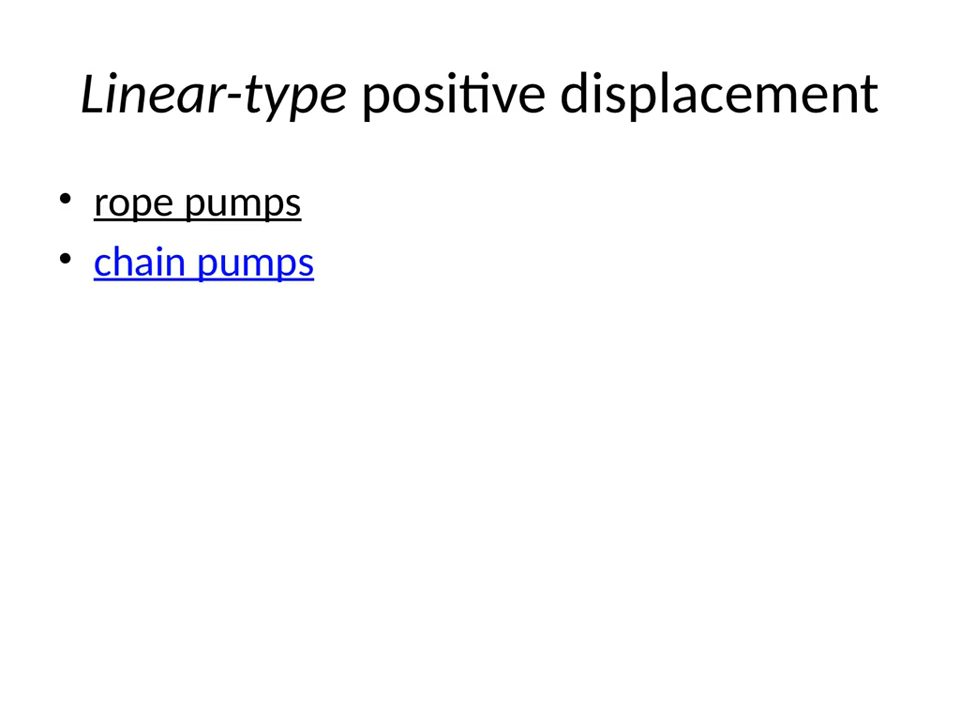 Linear-type positive displacement
• rope pumps
• chain pumps